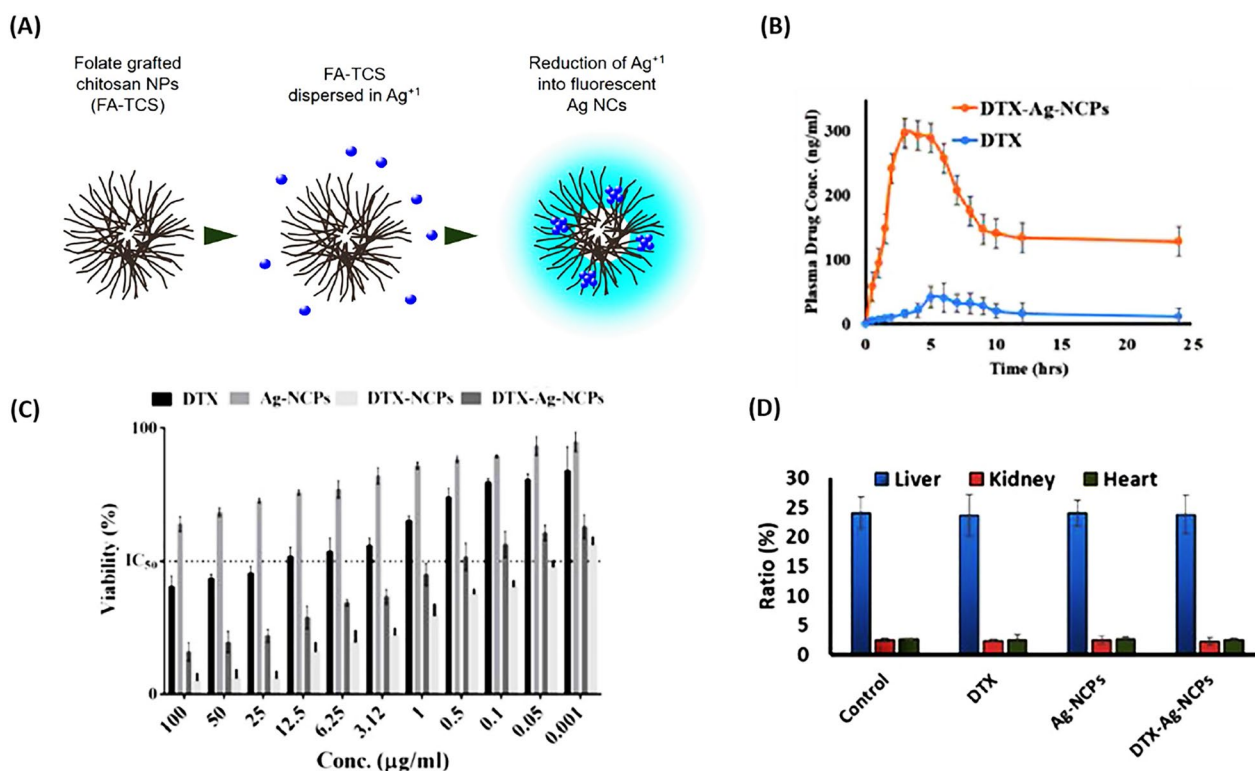 (A)
Folate grafted
chitosan NPs
(FA-TCS)
FA-TCS
dispersed in Ag⁺¹
Reduction of Ag⁺¹
into fluorescent
Ag NCs
(B)
Plasma Drug Conc. (ng/ml)
300
200
100
0
DTX-Ag-NCPs
DTX
0 5 10 15 20 25
Time (hrs)
(C)
DTX Ag-NCPs DTX-NCPs DTX-Ag-NCPs
Viability (%)
100
IC₅₀
0
100 50 25 12.5 6.25 3.12 1 0.5 0.1 0.05 0.001
Conc. (µg/ml)
(D)
Liver Kidney Heart
Ratio (%)
30
25
20
15
10
5
0
Control DTX Ag-NCPs DTX-Ag-NCPs